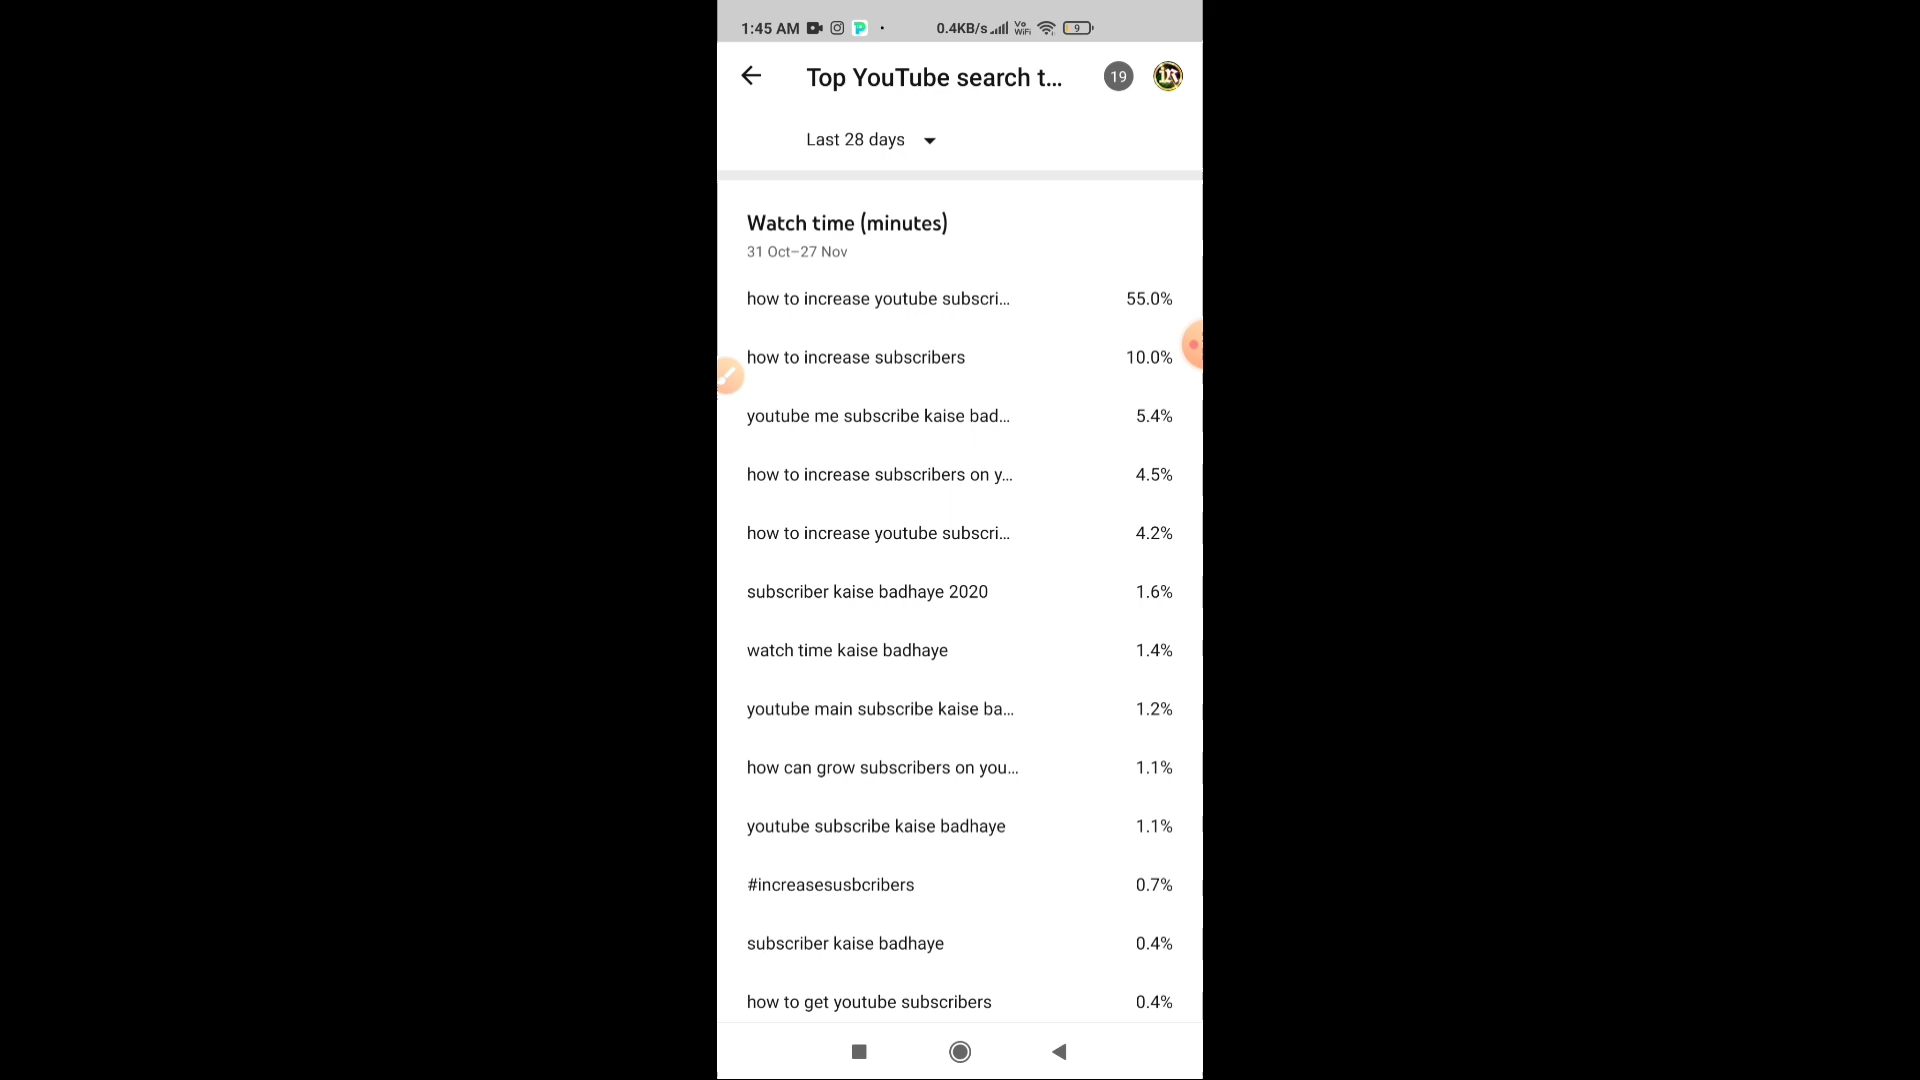 1:45 AM 0.4KB/s Vo WiFi 9
Top YouTube search t... 19
Last 28 days
Watch time (minutes)
31 Oct–27 Nov
how to increase youtube subscri... 55.0%
how to increase subscribers 10.0%
youtube me subscribe kaise bad... 5.4%
how to increase subscribers on y... 4.5%
how to increase youtube subscri... 4.2%
subscriber kaise badhaye 2020 1.6%
watch time kaise badhaye 1.4%
youtube main subscribe kaise ba... 1.2%
how can grow subscribers on you... 1.1%
youtube subscribe kaise badhaye 1.1%
#increasesusbcribers 0.7%
subscriber kaise badhaye 0.4%
how to get youtube subscribers 0.4%